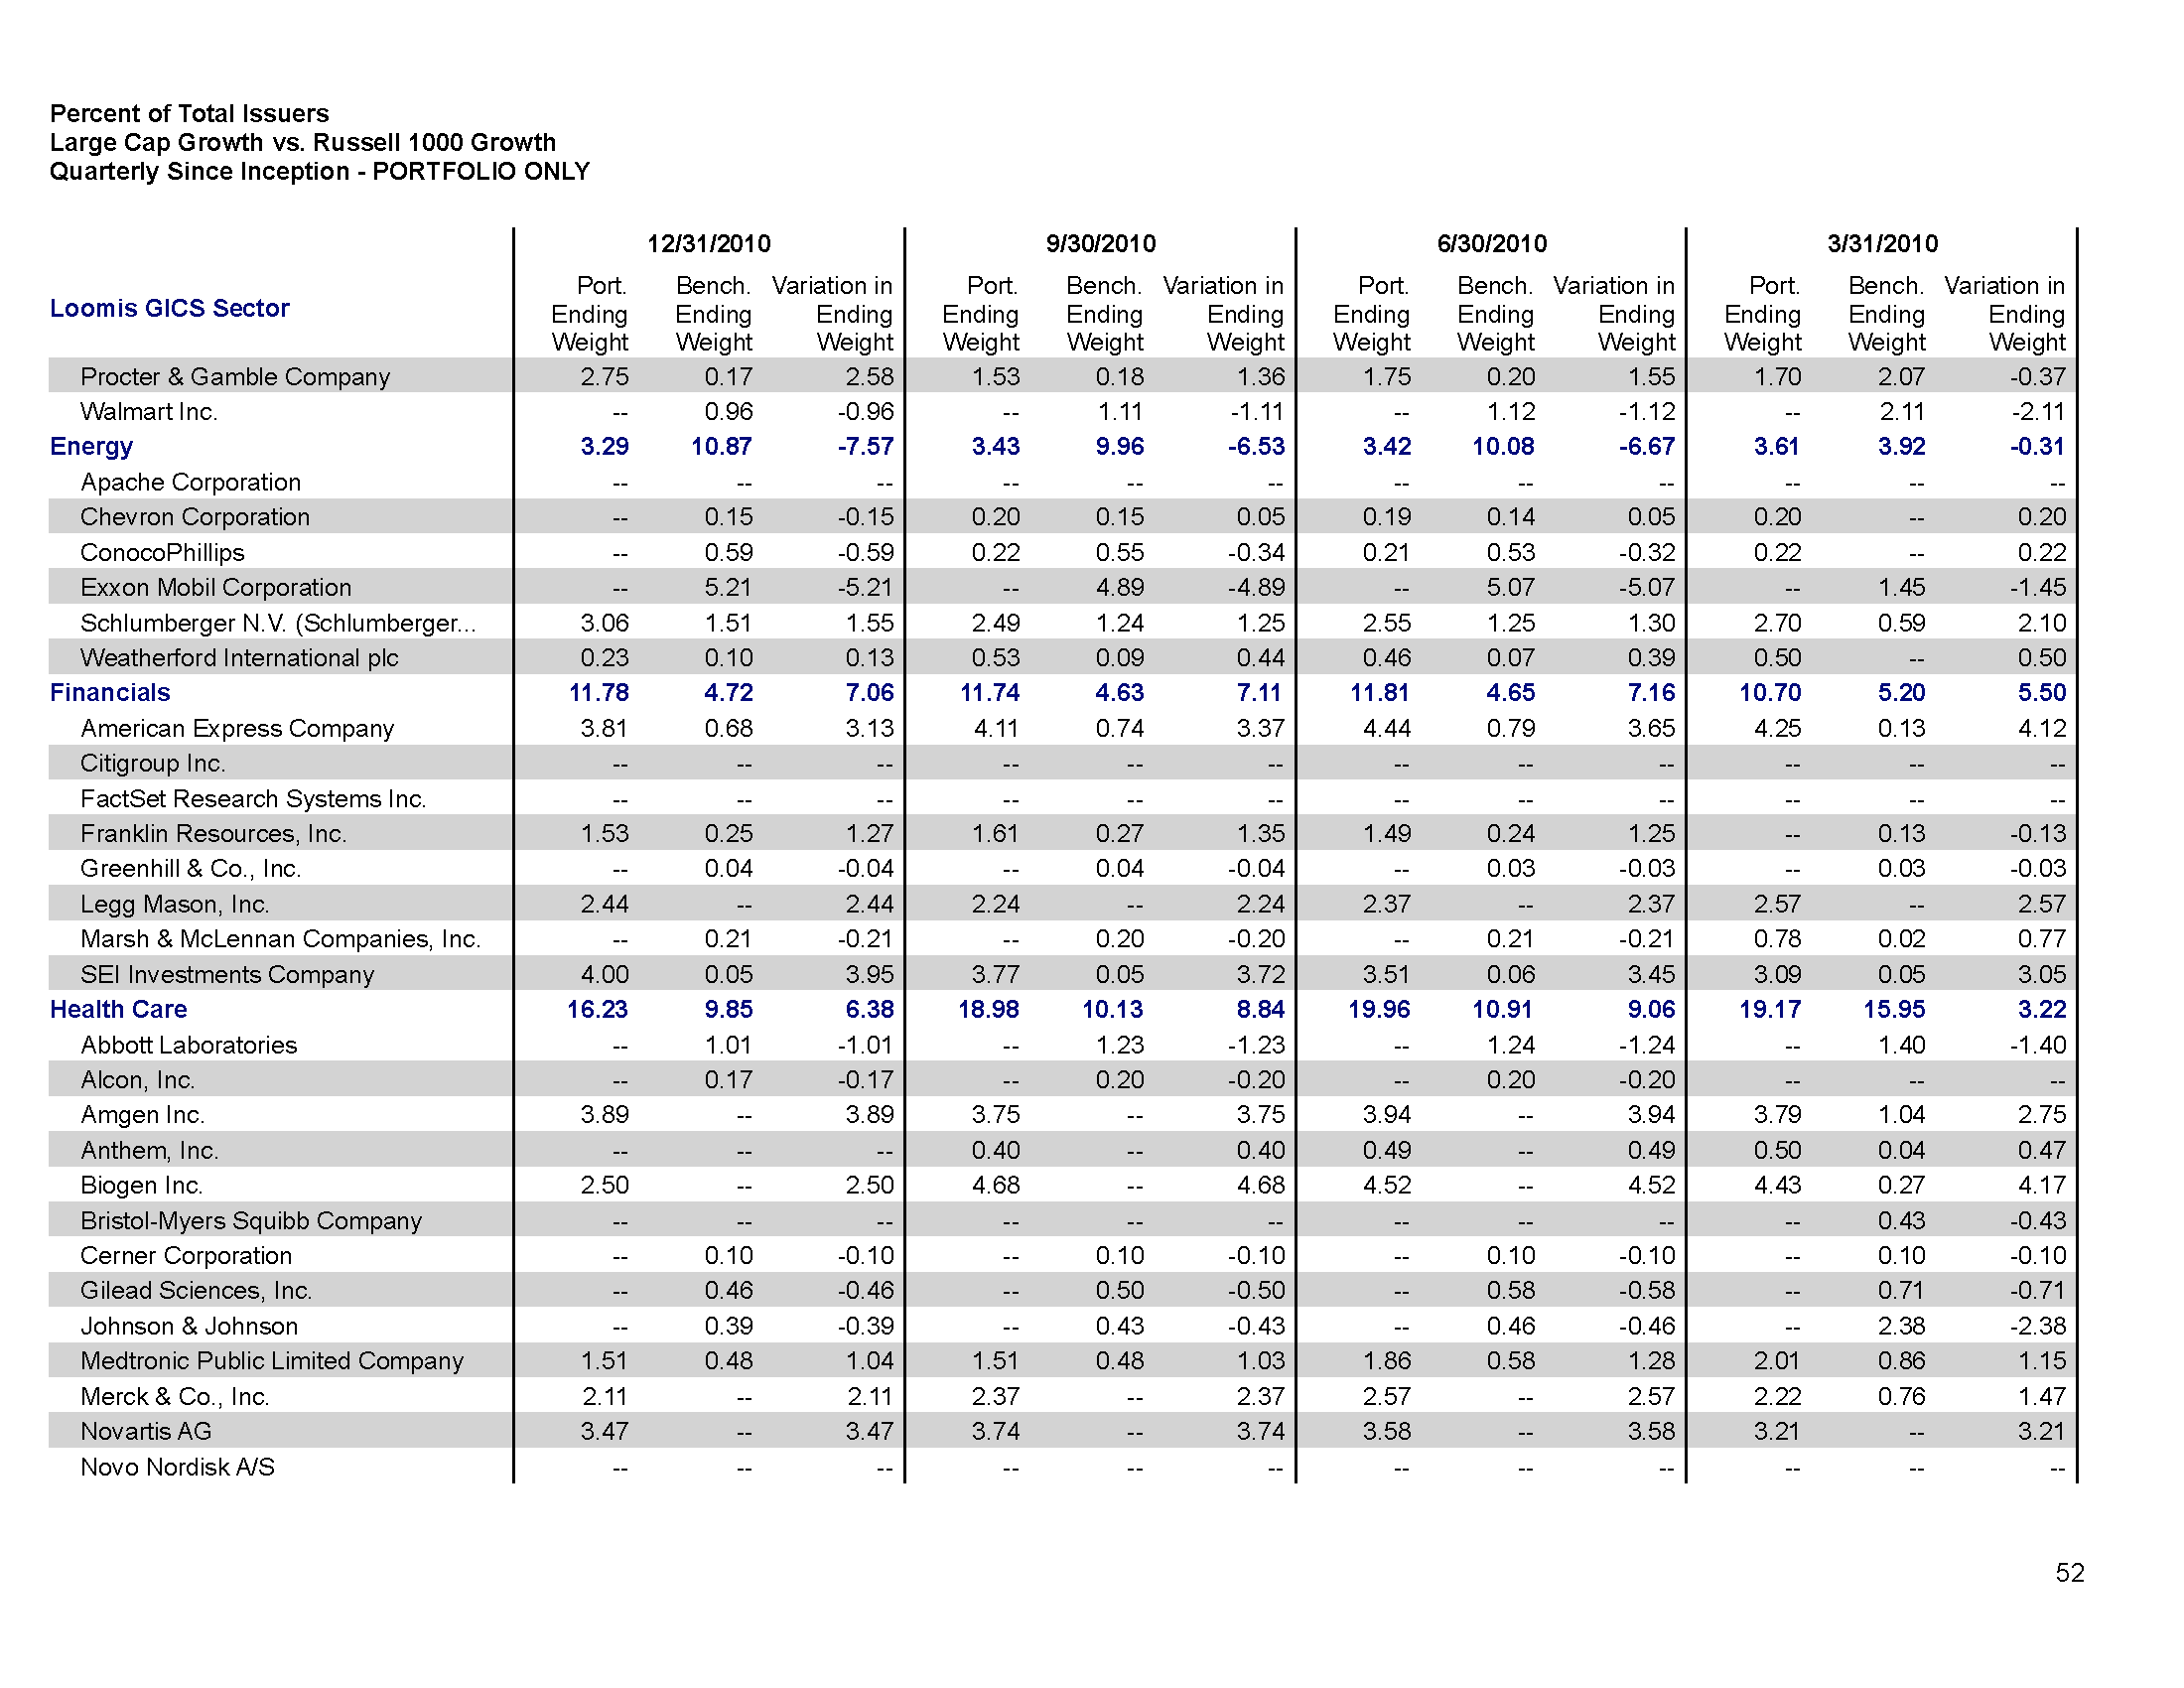 Percent of Total Issuers
Large Cap Growth vs. Russell 1000 Growth
Quarterly Since Inception - PORTFOLIO ONLY
12/31/2010 9/30/2010 6/30/2010 3/31/2010
Loomis GICS Sector
Port. Bench. Variation in Port. Bench. Variation in Port. Bench. Variation in Port. Bench. Variation in
Ending Ending Ending Ending Ending Ending Ending Ending Ending Ending Ending Ending
Weight Weight Weight Weight Weight Weight Weight Weight Weight Weight Weight Weight
Procter & Gamble Company 2.75 0.17 2.58 1.53 0.18 1.36 1.75 0.20 1.55 1.70 2.07 -0.37
Walmart Inc. -- 0.96 -0.96 -- 1.11 -1.11 -- 1.12 -1.12 -- 2.11 -2.11
Energy 3.29 10.87 -7.57 3.43 9.96 -6.53 3.42 10.08 -6.67 3.61 3.92 -0.31
Apache Corporation -- -- -- -- -- -- -- -- -- -- -- --
Chevron Corporation -- 0.15 -0.15 0.20 0.15 0.05 0.19 0.14 0.05 0.20 -- 0.20
ConocoPhillips -- 0.59 -0.59 0.22 0.55 -0.34 0.21 0.53 -0.32 0.22 -- 0.22
Exxon Mobil Corporation -- 5.21 -5.21 -- 4.89 -4.89 -- 5.07 -5.07 -- 1.45 -1.45
Schlumberger N.V. (Schlumberger... 3.06 1.51 1.55 2.49 1.24 1.25 2.55 1.25 1.30 2.70 0.59 2.10
Weatherford International plc 0.23 0.10 0.13 0.53 0.09 0.44 0.46 0.07 0.39 0.50 -- 0.50
Financials 11.78 4.72 7.06 11.74 4.63 7.11 11.81 4.65 7.16 10.70 5.20 5.50
American Express Company 3.81 0.68 3.13 4.11 0.74 3.37 4.44 0.79 3.65 4.25 0.13 4.12
Citigroup Inc. -- -- -- -- -- -- -- -- -- -- -- --
FactSet Research Systems Inc. -- -- -- -- -- -- -- -- -- -- -- --
Franklin Resources, Inc. 1.53 0.25 1.27 1.61 0.27 1.35 1.49 0.24 1.25 -- 0.13 -0.13
Greenhill & Co., Inc. -- 0.04 -0.04 -- 0.04 -0.04 -- 0.03 -0.03 -- 0.03 -0.03
Legg Mason, Inc. 2.44 -- 2.44 2.24 -- 2.24 2.37 -- 2.37 2.57 -- 2.57
Marsh & McLennan Companies, Inc. -- 0.21 -0.21 -- 0.20 -0.20 -- 0.21 -0.21 0.78 0.02 0.77
SEI Investments Company 4.00 0.05 3.95 3.77 0.05 3.72 3.51 0.06 3.45 3.09 0.05 3.05
Health Care 16.23 9.85 6.38 18.98 10.13 8.84 19.96 10.91 9.06 19.17 15.95 3.22
Abbott Laboratories -- 1.01 -1.01 -- 1.23 -1.23 -- 1.24 -1.24 -- 1.40 -1.40
Alcon, Inc. -- 0.17 -0.17 -- 0.20 -0.20 -- 0.20 -0.20 -- -- --
Amgen Inc. 3.89 -- 3.89 3.75 -- 3.75 3.94 -- 3.94 3.79 1.04 2.75
Anthem, Inc. -- -- -- 0.40 -- 0.40 0.49 -- 0.49 0.50 0.04 0.47
Biogen Inc. 2.50 -- 2.50 4.68 -- 4.68 4.52 -- 4.52 4.43 0.27 4.17
Bristol-Myers Squibb Company -- -- -- -- -- -- -- -- -- -- 0.43 -0.43
Cerner Corporation -- 0.10 -0.10 -- 0.10 -0.10 -- 0.10 -0.10 -- 0.10 -0.10
Gilead Sciences, Inc. -- 0.46 -0.46 -- 0.50 -0.50 -- 0.58 -0.58 -- 0.71 -0.71
Johnson & Johnson -- 0.39 -0.39 -- 0.43 -0.43 -- 0.46 -0.46 -- 2.38 -2.38
Medtronic Public Limited Company 1.51 0.48 1.04 1.51 0.48 1.03 1.86 0.58 1.28 2.01 0.86 1.15
Merck & Co., Inc. 2.11 -- 2.11 2.37 -- 2.37 2.57 -- 2.57 2.22 0.76 1.47
Novartis AG 3.47 -- 3.47 3.74 -- 3.74 3.58 -- 3.58 3.21 -- 3.21
Novo Nordisk A/S -- -- -- -- -- -- -- -- -- -- -- --
52